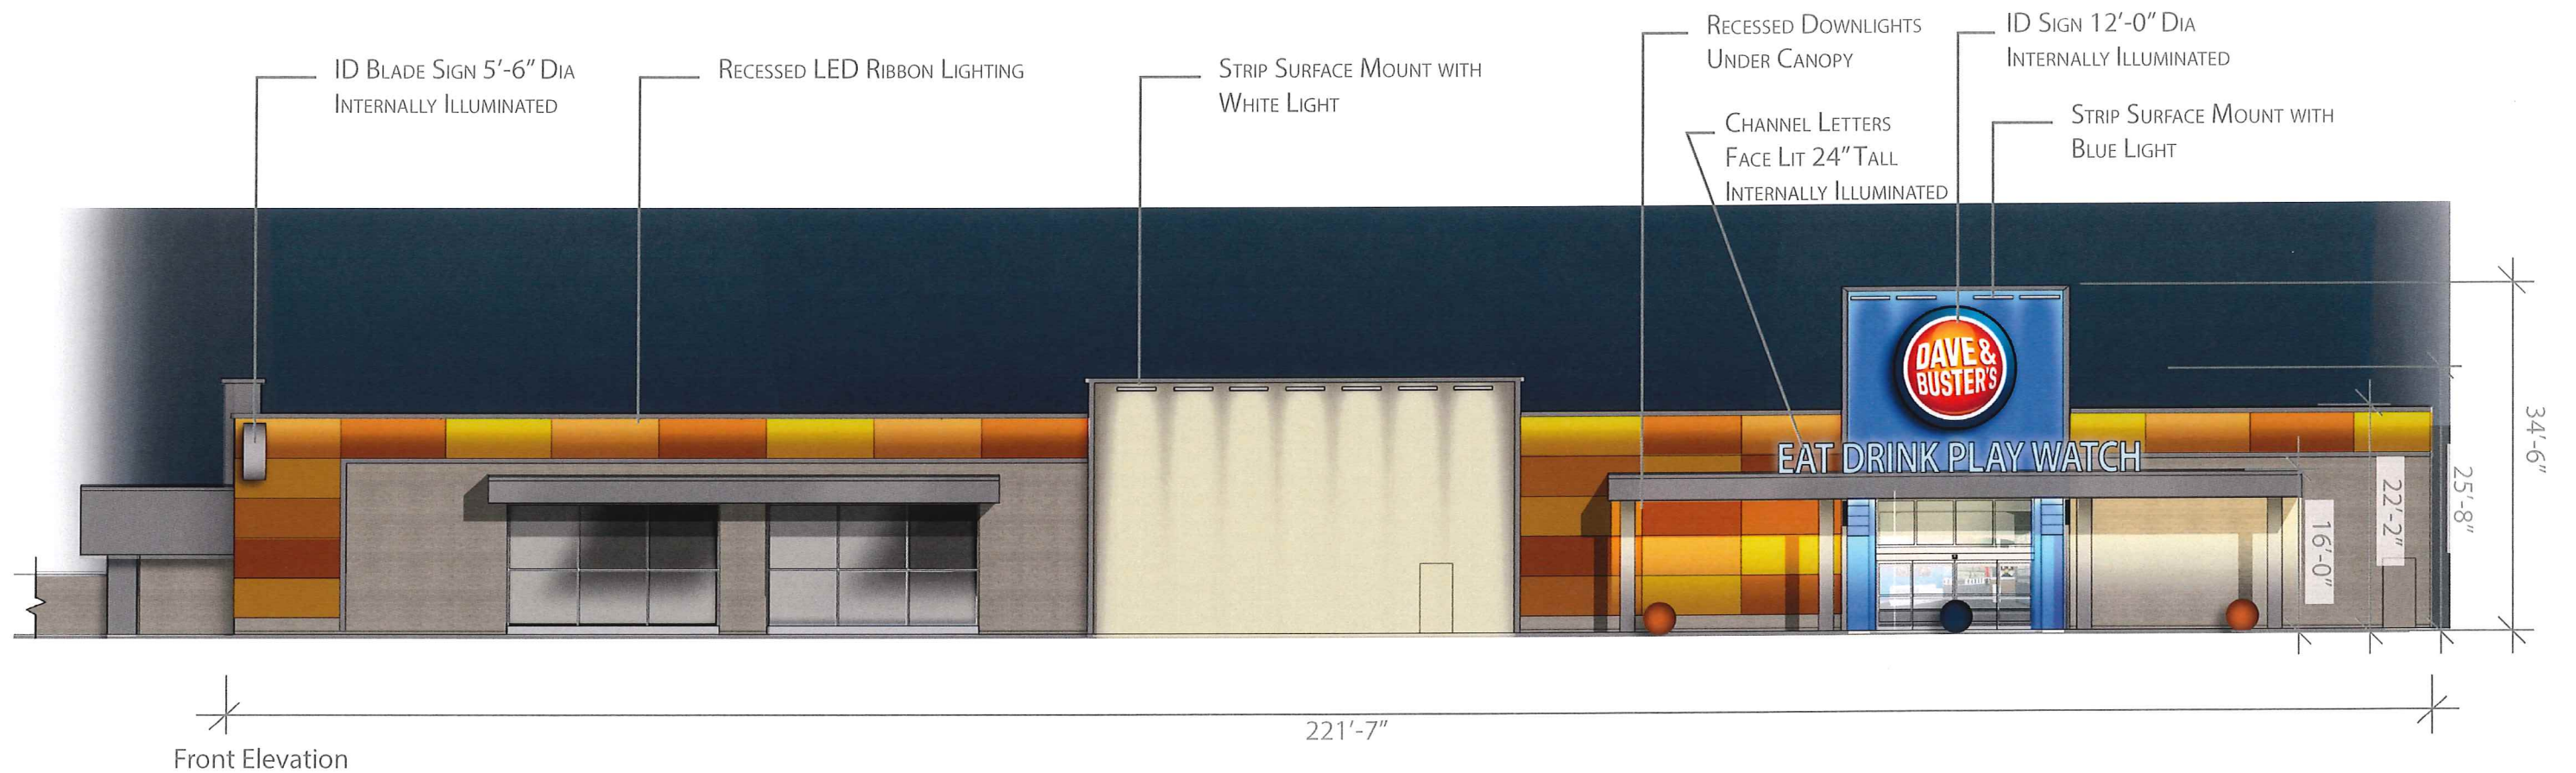 ID Blade Sign 5'-6" Dia
Internally Illuminated
Recessed LED Ribbon Lighting
Strip Surface Mount with
White Light
Recessed Downlights
Under Canopy
ID Sign 12'-0" Dia
Internally Illuminated
Channel Letters
Face Lit 24" Tall
Internally Illuminated
Strip Surface Mount with
Blue Light
DAVE &
BUSTER'S
EAT DRINK PLAY WATCH
16'-0"
22'-2"
25'-8"
34'-6"
221'-7"
Front Elevation